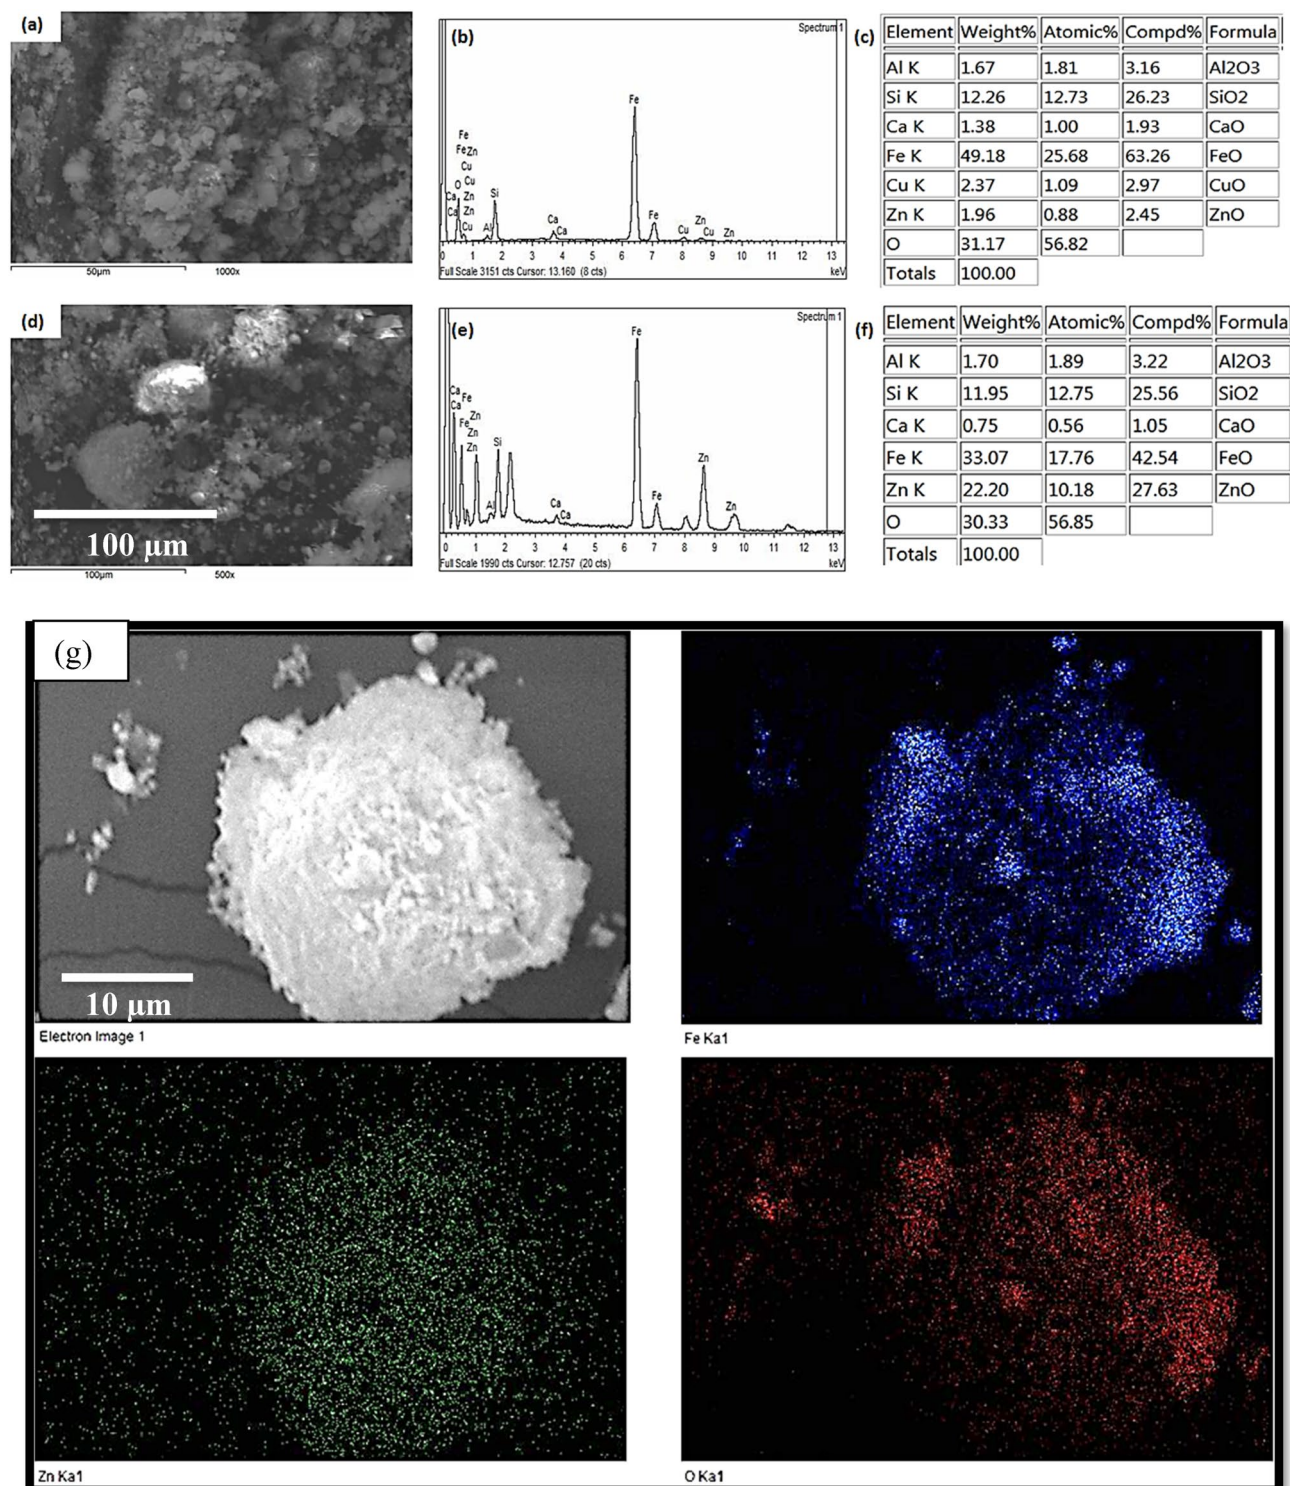 (a)
50µm 1000x
(b)
Spectrum 1
Fe
Fe
Fe Zn
Cu
O Cu
Ca Zn
Ca Zn
Cu
Si
Al
Ca
Ca
Fe
Cu
Zn
Cu
Zn
0 1 2 3 4 5 6 7 8 9 10 11 12 13
Full Scale 3151 cts Cursor: 13.160 (8 cts) keV
(c)
Element Weight% Atomic% Compd% Formula
Al K 1.67 1.81 3.16 Al2O3
Si K 12.26 12.73 26.23 SiO2
Ca K 1.38 1.00 1.93 CaO
Fe K 49.18 25.68 63.26 FeO
Cu K 2.37 1.09 2.97 CuO
Zn K 1.96 0.88 2.45 ZnO
O 31.17 56.82
Totals 100.00
(d)
100 µm
100µm 500x
(e)
Spectrum 1
Fe
Ca Fe
Ca
Fe Zn
Zn
Si
Al
Ca
Ca
Fe
Zn
Zn
0 1 2 3 4 5 6 7 8 9 10 11 12 13
Full Scale 1990 cts Cursor: 12.757 (20 cts) keV
(f)
Element Weight% Atomic% Compd% Formula
Al K 1.70 1.89 3.22 Al2O3
Si K 11.95 12.75 25.56 SiO2
Ca K 0.75 0.56 1.05 CaO
Fe K 33.07 17.76 42.54 FeO
Zn K 22.20 10.18 27.63 ZnO
O 30.33 56.85
Totals 100.00
(g)
10 µm
Electron Image 1
Fe Ka1
Zn Ka1
O Ka1